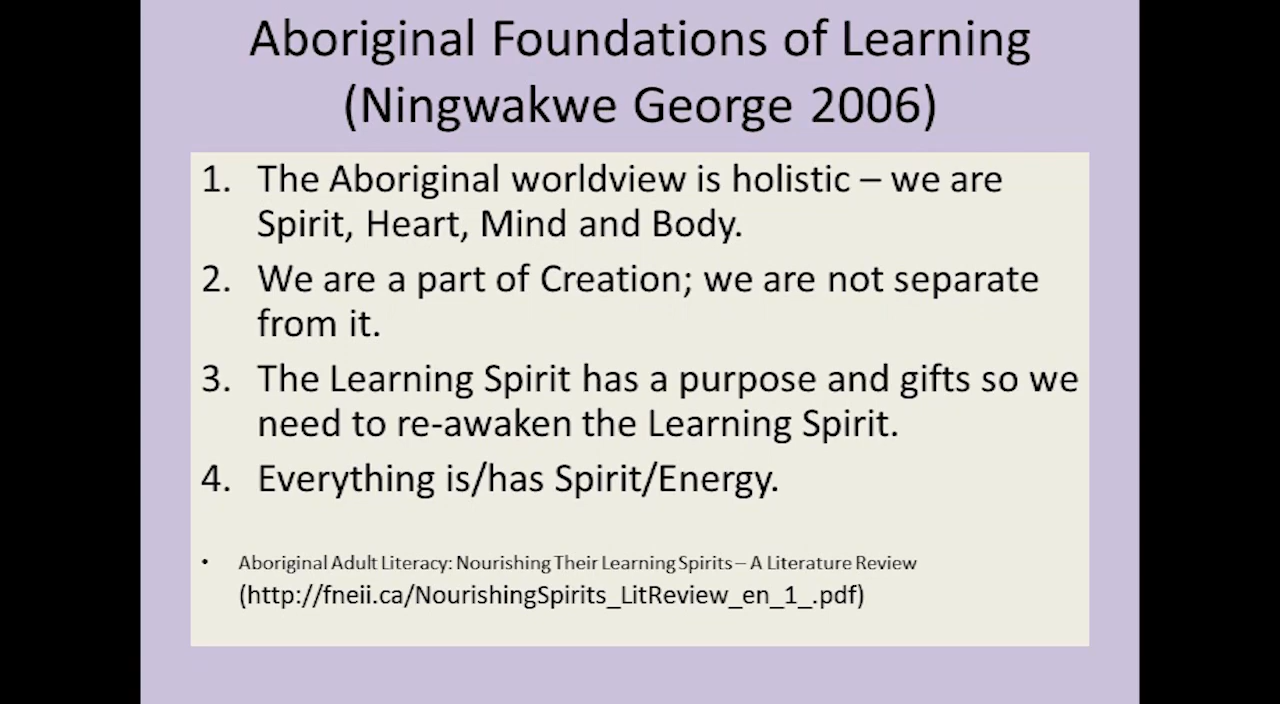 Aboriginal Foundations of Learning
(Ningwakwe George 2006)
1. The Aboriginal worldview is holistic – we are
Spirit, Heart, Mind and Body.
2. We are a part of Creation; we are not separate
from it.
3. The Learning Spirit has a purpose and gifts so we
need to re-awaken the Learning Spirit.
4. Everything is/has Spirit/Energy.
• Aboriginal Adult Literacy: Nourishing Their Learning Spirits – A Literature Review
(http://fneii.ca/NourishingSpirits_LitReview_en_1_.pdf)